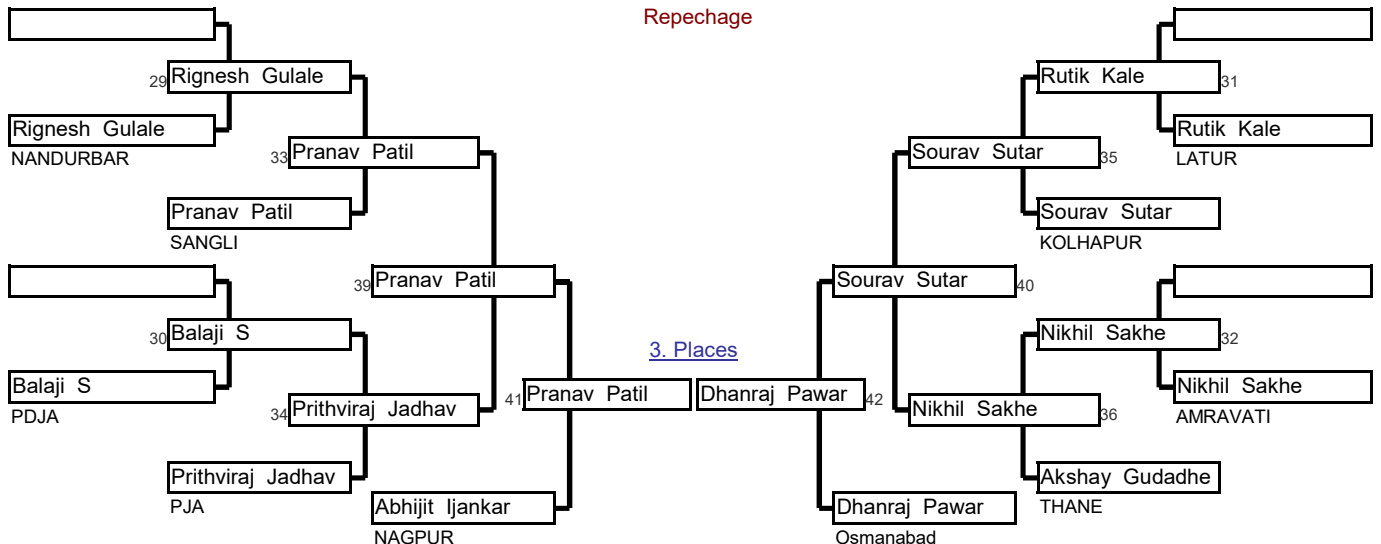 Repechage
29 Rignesh Gulale
Rutik Kale 31
Rignesh Gulale
NANDURBAR
Rutik Kale
LATUR
33 Pranav Patil
Sourav Sutar 35
Pranav Patil
SANGLI
Sourav Sutar
KOLHAPUR
39 Pranav Patil
Sourav Sutar 40
30 Balaji S
Nikhil Sakhe 32
3. Places
Balaji S
PDJA
Nikhil Sakhe
AMRAVATI
34 Prithviraj Jadhav
41 Pranav Patil
Dhanraj Pawar 42
Nikhil Sakhe 36
Prithviraj Jadhav
PJA
Akshay Gudadhe
THANE
Abhijit Ijankar
NAGPUR
Dhanraj Pawar
Osmanabad